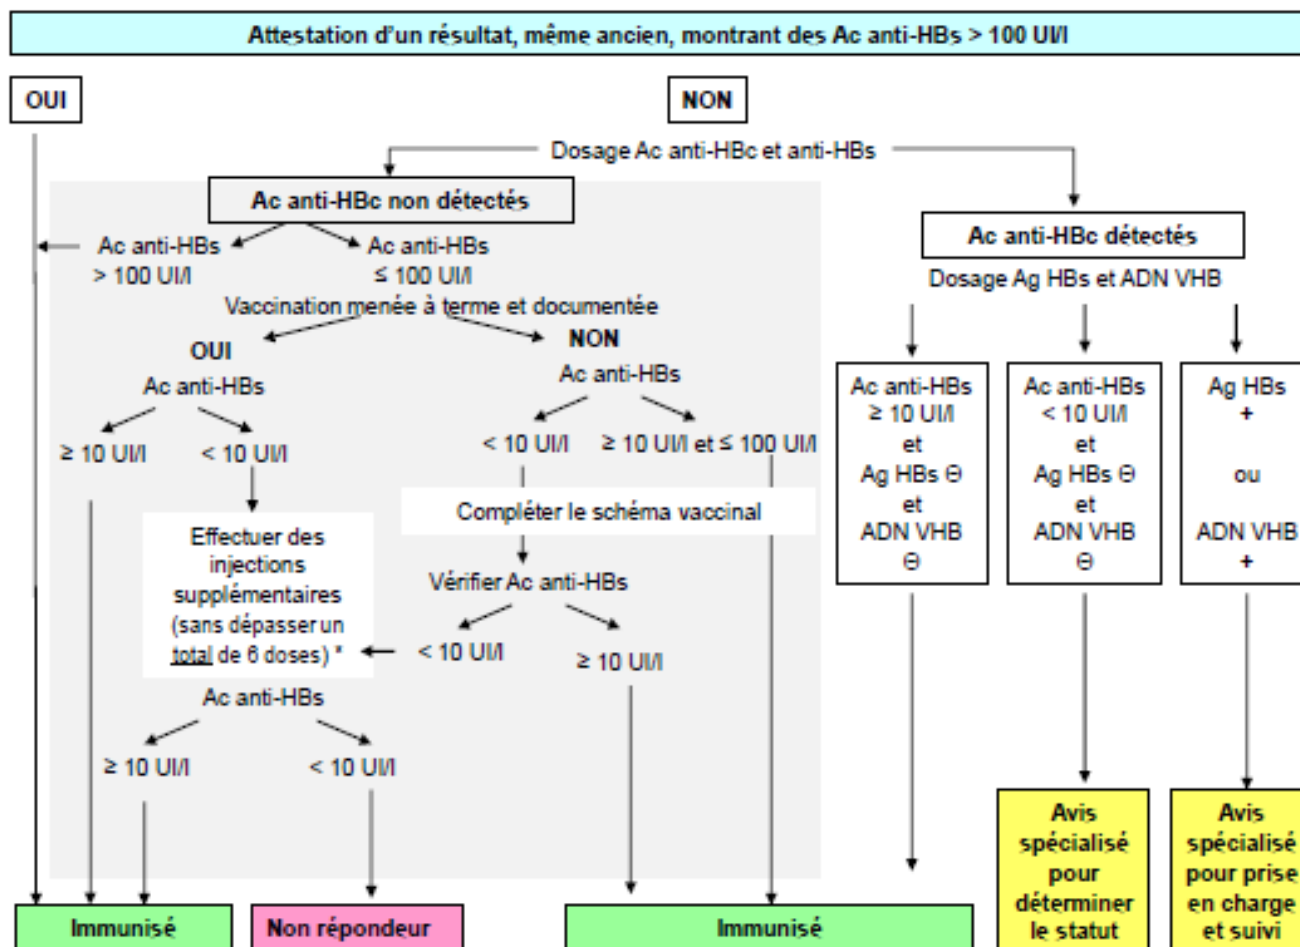 Attestation d'un résultat, même ancien, montrant des Ac anti-HBs > 100 UI/l
OUI
NON
Dosage Ac anti-HBc et anti-HBs
Ac anti-HBc non détectés
Ac anti-HBs
> 100 UI/l
Ac anti-HBs
≤ 100 UI/l
Vaccination menée à terme et documentée
OUI
Ac anti-HBs
≥ 10 UI/l
< 10 UI/l
NON
Ac anti-HBs
< 10 UI/l
≥ 10 UI/l et ≤ 100 UI/l
Effectuer des
injections
supplémentaires
(sans dépasser un
total de 6 doses) *
Compléter le schéma vaccinal
Vérifier Ac anti-HBs
< 10 UI/l
≥ 10 UI/l
Ac anti-HBs
≥ 10 UI/l
< 10 UI/l
Ac anti-HBc détectés
Dosage Ag HBs et ADN VHB
Ac anti-HBs
≥ 10 UI/l
et
Ag HBs ⊖
et
ADN VHB
⊖
Ac anti-HBs
< 10 UI/l
et
Ag HBs ⊖
et
ADN VHB
⊖
Ag HBs
+
ou
ADN VHB
+
Immunisé
Non répondeur
Immunisé
Avis
spécialisé
pour
déterminer
le statut
Avis
spécialisé
pour prise
en charge
et suivi